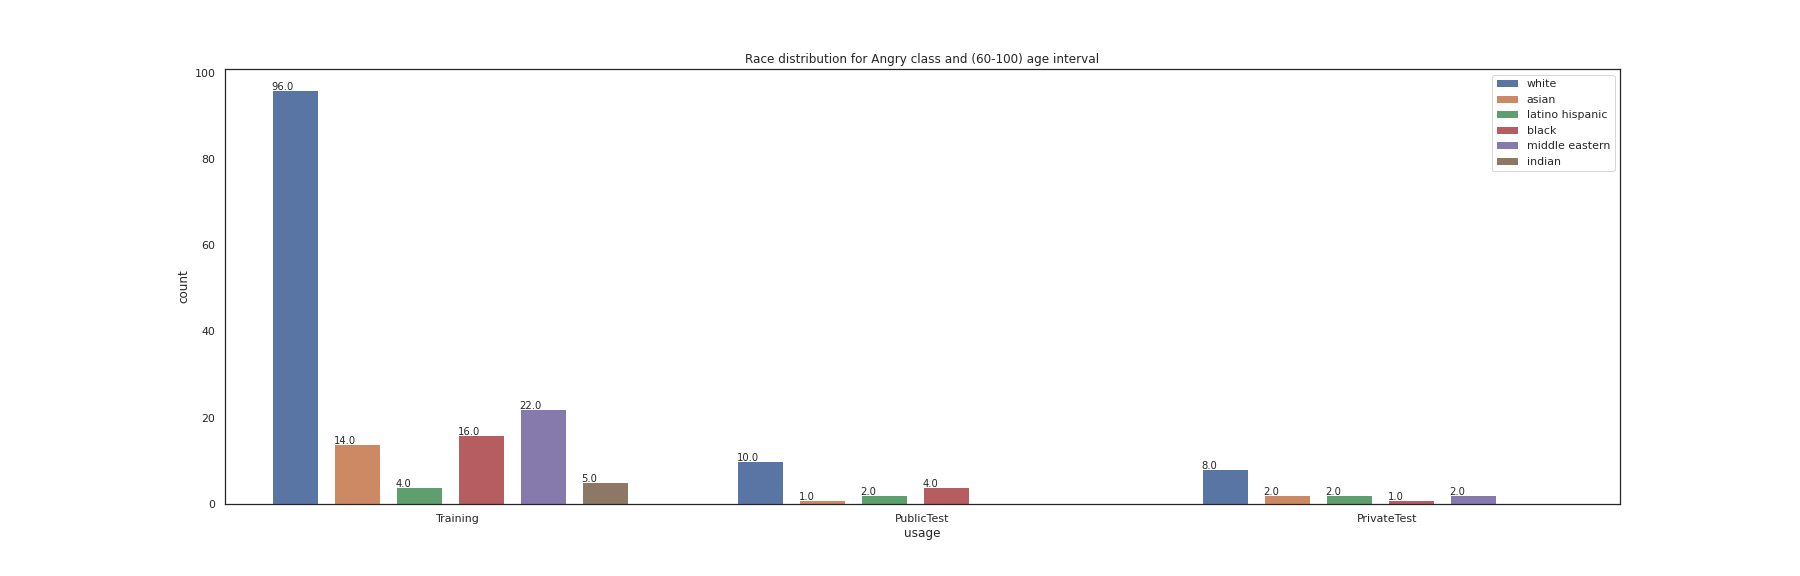 Race distribution for Angry class and (60-100) age interval
100
80
60
40
20
0
count
96.0
14.0
4.0
16.0
22.0
5.0
10.0
1.0
2.0
4.0
8.0
2.0
2.0
1.0
2.0
white
asian
latino hispanic
black
middle eastern
indian
Training
PublicTest
PrivateTest
usage